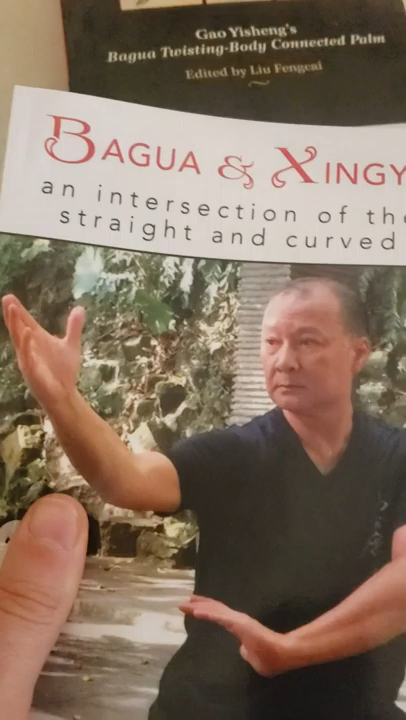 Gao Yisheng's
Bagua Twisting-Body Connected Palm
Edited by Liu Fengcai
BAGUA & XINGY
an intersection of the
straight and curved